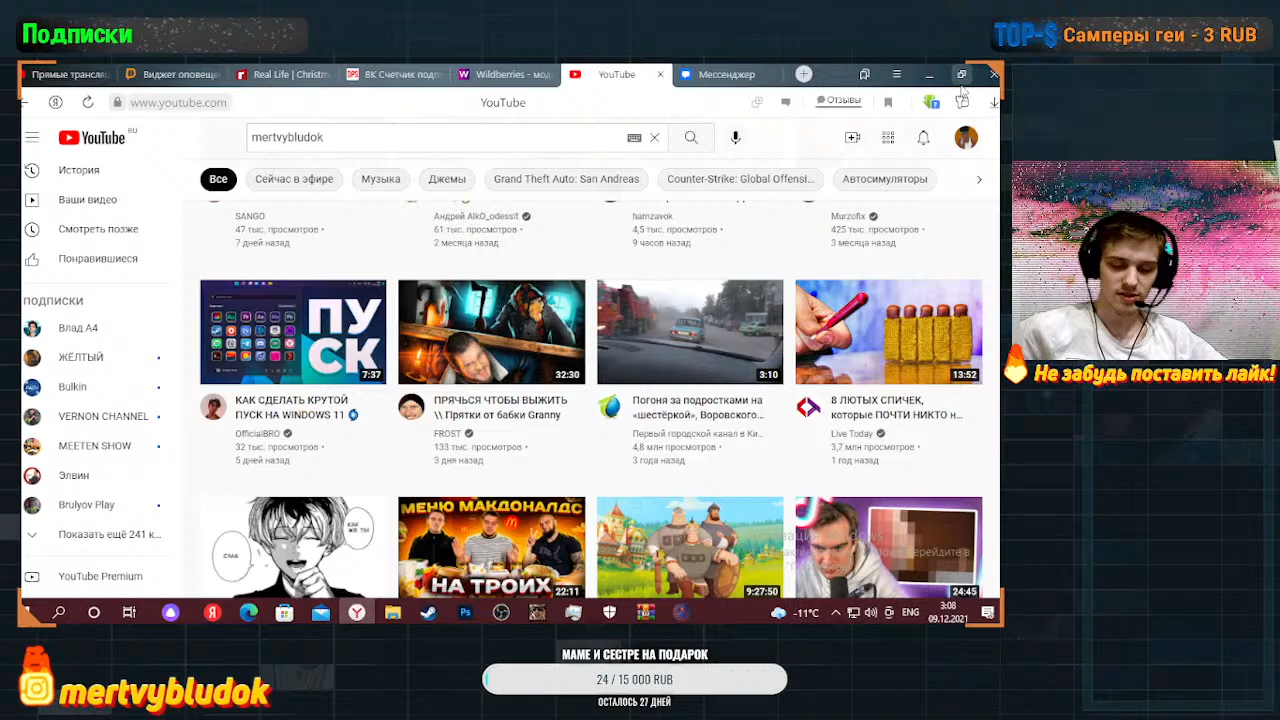 Подписки
TOP-$ Самперы геи - 3 RUB
Прямые трансляц
Виджет оповеще
Real Life | Christm
ВК Счетчик подп
Wildberries - мод
YouTube
Мессенджер
www.youtube.com
YouTube
Отзывы
YouTube RU
mertvybludok
История
Ваши видео
Смотреть позже
Понравившиеся
ПОДПИСКИ
Влад А4
ЖЁЛТЫЙ
Bulkin
VERNON CHANNEL
MEETEN SHOW
Элвин
Brulyov Play
Показать ещё 241 к...
YouTube Premium
Все
Сейчас в эфире
Музыка
Джемы
Grand Theft Auto: San Andreas
Counter-Strike: Global Offensi...
Автосимуляторы
SANGO
47 тыс. просмотров •
7 дней назад
Андрей AlkO_odessit
61 тыс. просмотров •
2 месяца назад
hamzavok
4,5 тыс. просмотров •
9 часов назад
Murzofix
425 тыс. просмотров •
3 месяца назад
ПУ
СК
7:37
32:30
3:10
13:52
КАК СДЕЛАТЬ КРУТОЙ
ПУСК НА WINDOWS 11
OfficialBRO
32 тыс. просмотров •
5 дней назад
ПРЯЧЬСЯ ЧТОБЫ ВЫЖИТЬ
\\ Прятки от бабки Granny
FROST
133 тыс. просмотров •
3 дня назад
Погоня за подростками на
«шестёркой», Воровского...
Первый городской канал в Ки...
4,8 млн просмотров •
3 года назад
8 ЛЮТЫХ СПИЧЕК,
которые ПОЧТИ НИКТО н...
Live Today
3,7 млн просмотров •
1 год назад
КАК ЖЕ ТЫ
СЛАБ
МЕНЮ МАКДОНАЛДС
НА ТРОИХ
22:11
9:27:50
24:45
-11°C
ENG
3:08
09.12.2021
Не забудь поставить лайк!
mertvybludok
МАМЕ И СЕСТРЕ НА ПОДАРОК
24 / 15 000 RUB
ОСТАЛОСЬ 27 ДНЕЙ